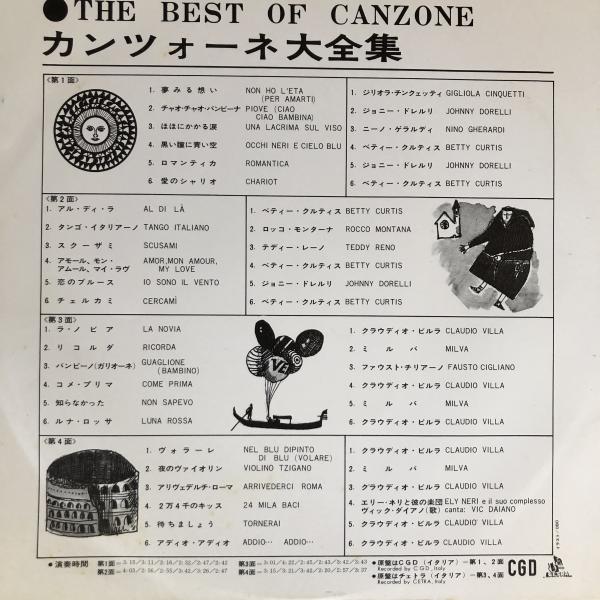 ●THE BEST OF CANZONE
カンツォーネ大全集
〈第1面〉
1. 夢みる想い NON HO L'ETA (PER AMARTI)
2. チャオ・チャオ・バンビーナ PIOVE (CIAO CIAO BAMBINA)
3. ほほにかかる涙 UNA LACRIMA SUL VISO
4. 黒い瞳に青い空 OCCHI NERI E CIELO BLU
5. ロマンティカ ROMANTICA
6. 愛のシャリオ CHARIOT
1. ジリオラ・チンクェッティ GIGLIOLA CINQUETTI
2. ジョニー・ドレルリ JOHNNY DORELLI
3. ニーノ・ゲラルディ NINO GHERARDI
4. ベティー・クルティス BETTY CURTIS
5. ジョニー・ドレルリ JOHNNY DORELLI
6. ベティー・クルティス BETTY CURTIS
〈第2面〉
1. アル・ディ・ラ AL DI LÀ
2. タンゴ・イタリアーノ TANGO ITALIANO
3. スクーザミ SCUSAMI
4. アモール、モン・アムール、マイ・ラヴ AMOR, MON AMOUR, MY LOVE
5. 恋のブルース IO SONO IL VENTO
6. チェルカミ CERCAMÌ
1. ベティー・クルティス BETTY CURTIS
2. ロッコ・モンターナ ROCCO MONTANA
3. テディー・レーノ TEDDY RENO
4. ベティー・クルティス BETTY CURTIS
5. ジョニー・ドレルリ JOHNNY DORELLI
6. ベティー・クルティス BETTY CURTIS
〈第3面〉
1. ラ・ノビア LA NOVIA
2. リコルダ RICORDA
3. バンビーノ(ガリオーネ) GUAGLIONE (BAMBINO)
4. コメ・プリマ COME PRIMA
5. 知らなかった NON SAPEVO
6. ルナ・ロッサ LUNA ROSSA
VE
1. クラウディオ・ビルラ CLAUDIO VILLA
2. ミルバ MILVA
3. ファウスト・チリアーノ FAUSTO CIGLIANO
4. クラウディオ・ビルラ CLAUDIO VILLA
5. ミルバ MILVA
6. クラウディオ・ビルラ CLAUDIO VILLA
〈第4面〉
1. ヴォラーレ NEL BLU DIPINTO DI BLU (VOLARE)
2. 夜のヴァイオリン VIOLINO TZIGANO
3. アリヴェデルチ・ローマ ARRIVEDERCI ROMA
4. 2万4千のキッス 24 MILA BACI
5. 待ちましょう TORNERAI
6. アディオ・アディオ ADDIO… ADDIO…
1. クラウディオ・ビルラ CLAUDIO VILLA
2. ミルバ MILVA
3. クラウディオ・ビルラ CLAUDIO VILLA
4. エリー・ネリと彼の楽団 ELY NERI e il suo complesso
ヴィック・ダイアノ(歌) canta: VIC DAIANO
5. クラウディオ・ビルラ CLAUDIO VILLA
6. クラウディオ・ビルラ CLAUDIO VILLA
●演奏時間
第1面
第2面
第3面
第4面
●原盤はCGD(イタリア)—第1、2面
Recorded by CGD, Italy
●原盤はチェトラ(イタリア)—第3、4面
Recorded by CETRA, Italy
CGD